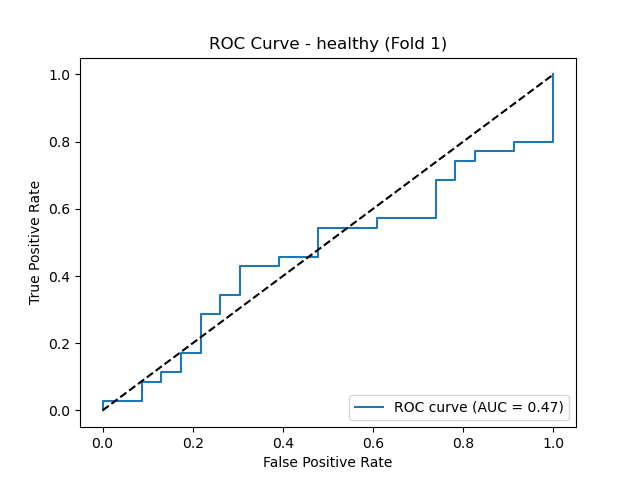 ROC Curve - healthy (Fold 1)
1.0
0.8
0.6
0.4
0.2
0.0
True Positive Rate
ROC curve (AUC = 0.47)
0.0 0.2 0.4 0.6 0.8 1.0
False Positive Rate